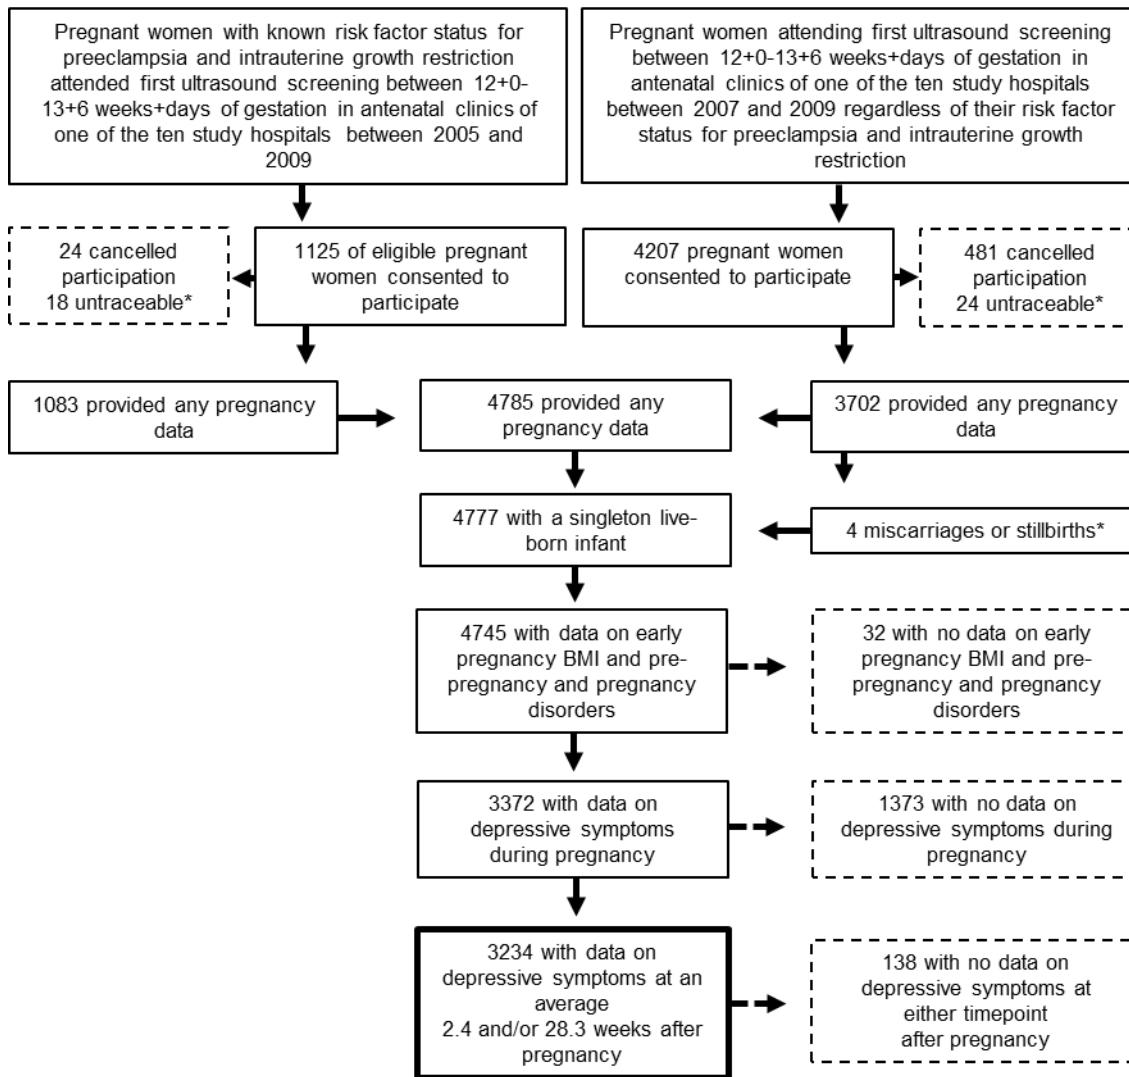 Pregnant women with known risk factor status for
preeclampsia and intrauterine growth restriction
attended first ultrasound screening between 12+0-
13+6 weeks+days of gestation in antenatal clinics of
one of the ten study hospitals between 2005 and
2009
Pregnant women attending first ultrasound screening
between 12+0-13+6 weeks+days of gestation in
antenatal clinics of one of the ten study hospitals
between 2007 and 2009 regardless of their risk factor
status for preeclampsia and intrauterine growth
restriction
24 cancelled
participation
18 untraceable*
1125 of eligible pregnant
women consented to
participate
4207 pregnant women
consented to participate
481 cancelled
participation
24 untraceable*
1083 provided any pregnancy
data
4785 provided any
pregnancy data
3702 provided any pregnancy
data
4777 with a singleton live-
born infant
4 miscarriages or stillbirths*
4745 with data on early
pregnancy BMI and pre-
pregnancy and pregnancy
disorders
32 with no data on early
pregnancy BMI and pre-
pregnancy and pregnancy
disorders
3372 with data on
depressive symptoms
during pregnancy
1373 with no data on
depressive symptoms during
pregnancy
3234 with data on
depressive symptoms at an
average
2.4 and/or 28.3 weeks after
pregnancy
138 with no data on
depressive symptoms at
either timepoint
after pregnancy